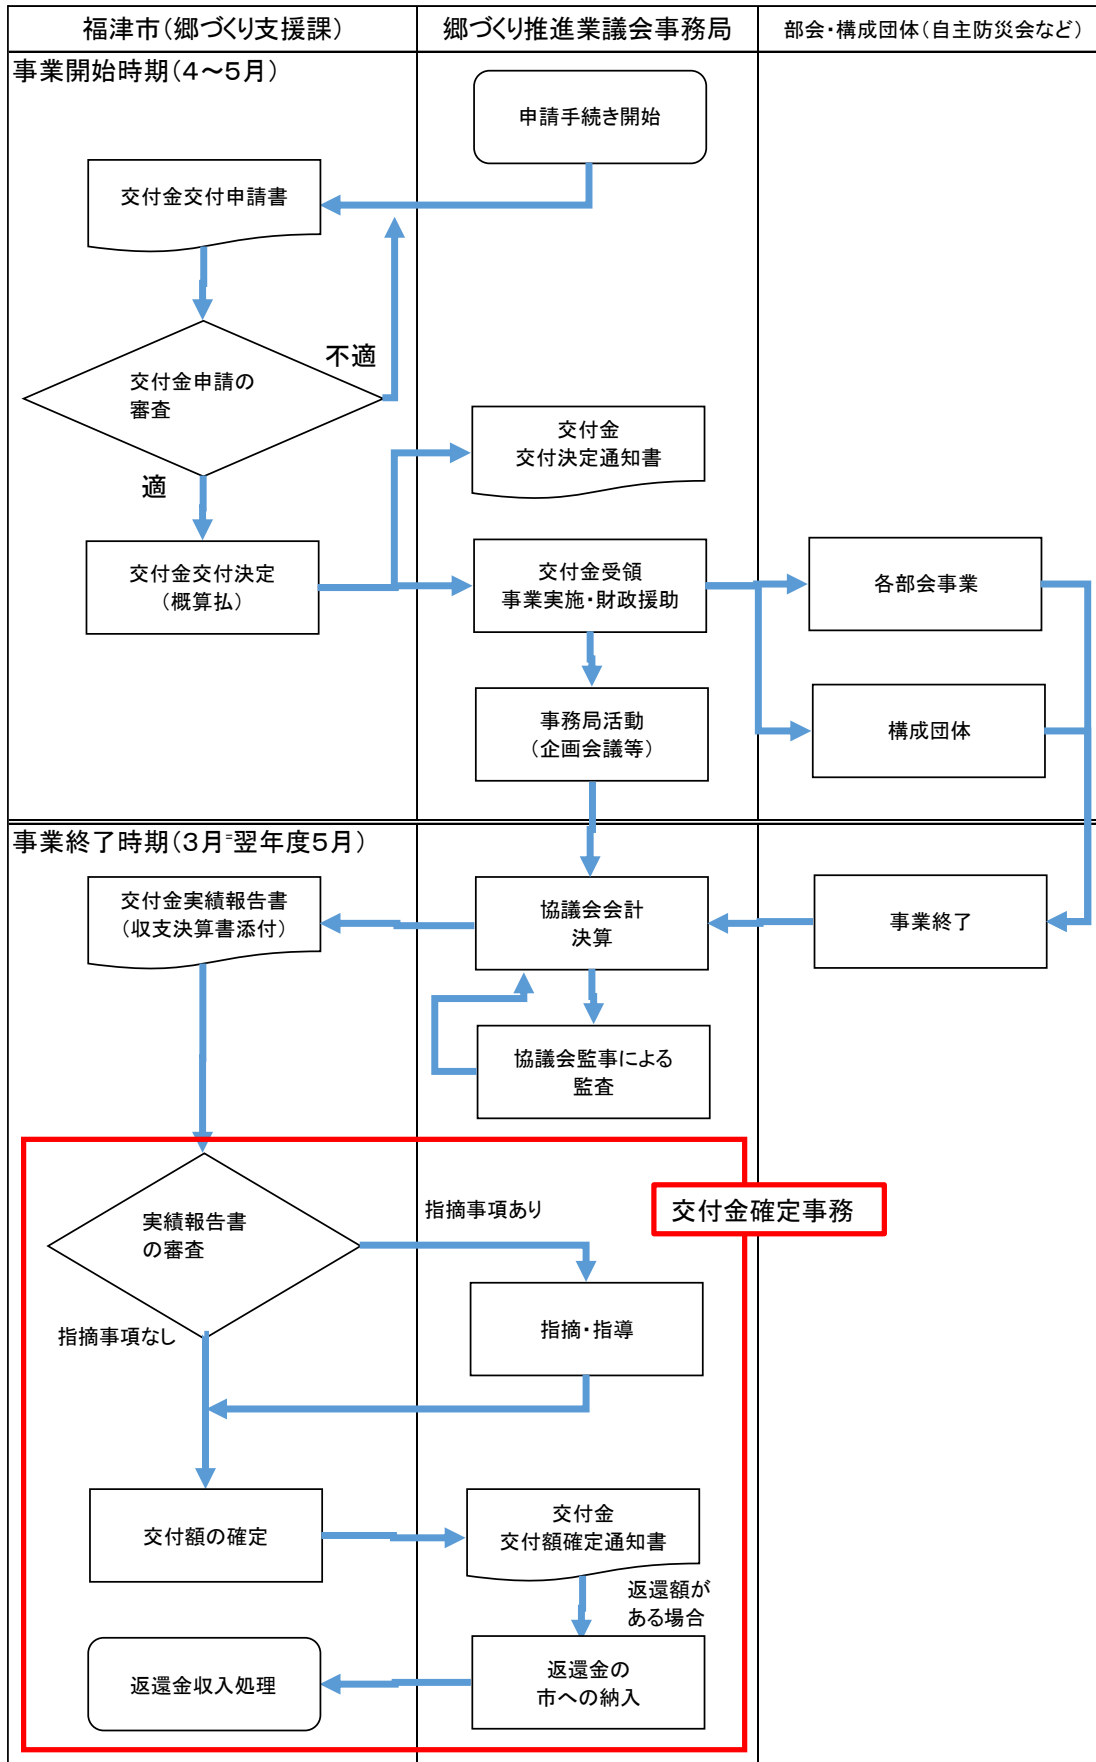 福津市（郷づくり支援課）
郷づくり推進業議会事務局
部会・構成団体（自主防災会など）
事業開始時期（４～５月）
申請手続き開始
交付金交付申請書
不適
交付金申請の
審査
交付金
交付決定通知書
適
交付金交付決定
（概算払）
交付金受領
事業実施・財政援助
各部会事業
事務局活動
（企画会議等）
構成団体
事業終了時期（３月=翌年度５月）
交付金実績報告書
（収支決算書添付）
協議会会計
決算
事業終了
協議会監事による
監査
交付金確定事務
指摘事項あり
実績報告書
の審査
指摘事項なし
指摘・指導
交付額の確定
交付金
交付額確定通知書
返還額が
ある場合
返還金収入処理
返還金の
市への納入